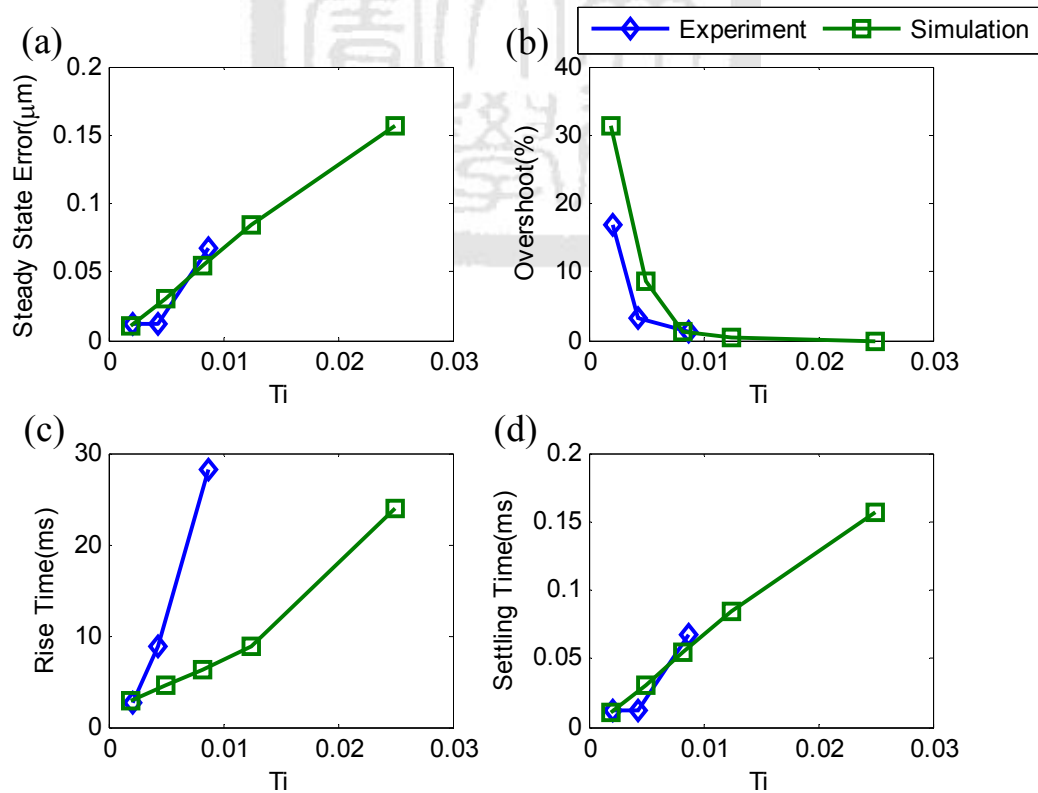 Experiment Simulation
(a) (b)
0.2 40
0.15 30
0.1 20
0.05 10
0 0
Steady State Error(μm)
Overshoot(%)
0 0.01 0.02 0.03 0 0.01 0.02 0.03
Ti Ti
(c) (d)
30 0.2
0.15
20
0.1
10
0.05
0 0
Rise Time(ms)
Settling Time(ms)
0 0.01 0.02 0.03 0 0.01 0.02 0.03
Ti Ti